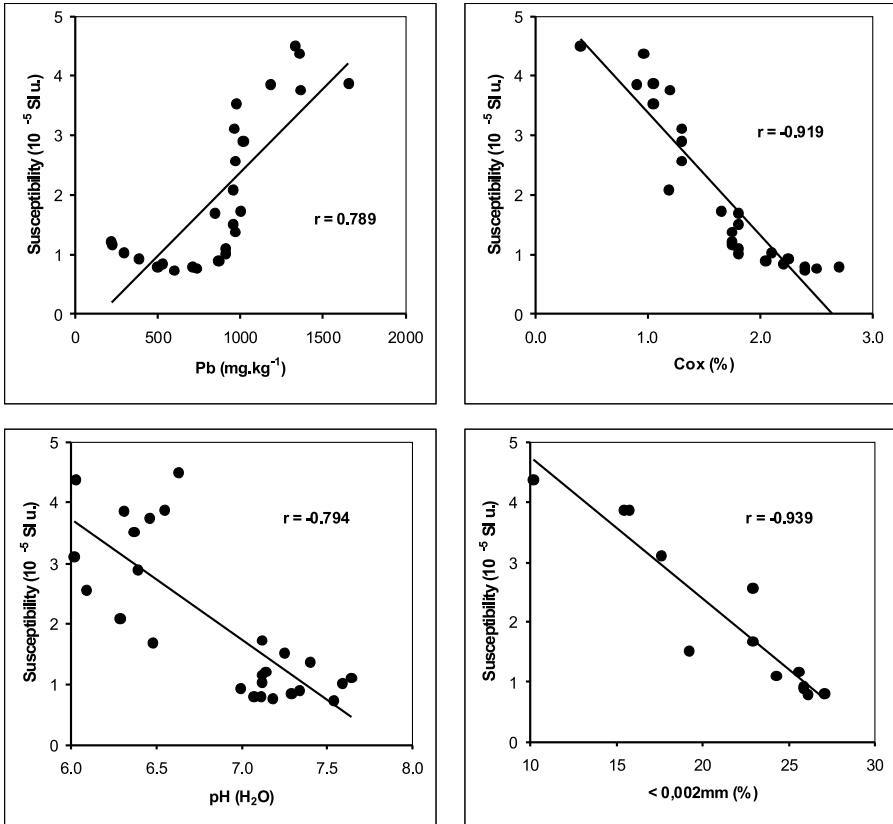 5
4
3
2
1
0
Susceptibility (10 ⁻⁵ SI u.)
r = 0.789
0 500 1000 1500 2000
Pb (mg.kg⁻¹)
5
4
3
2
1
0
Susceptibility (10 ⁻⁵ SI u.)
r = -0.919
0.0 1.0 2.0 3.0
Cox (%)
5
4
3
2
1
0
Susceptibility (10 ⁻⁵ SI u.)
r = -0.794
6.0 6.5 7.0 7.5 8.0
pH (H₂O)
5
4
3
2
1
0
Susceptibility (10 ⁻⁵ SI u.)
r = -0.939
10 15 20 25 30
< 0,002mm (%)